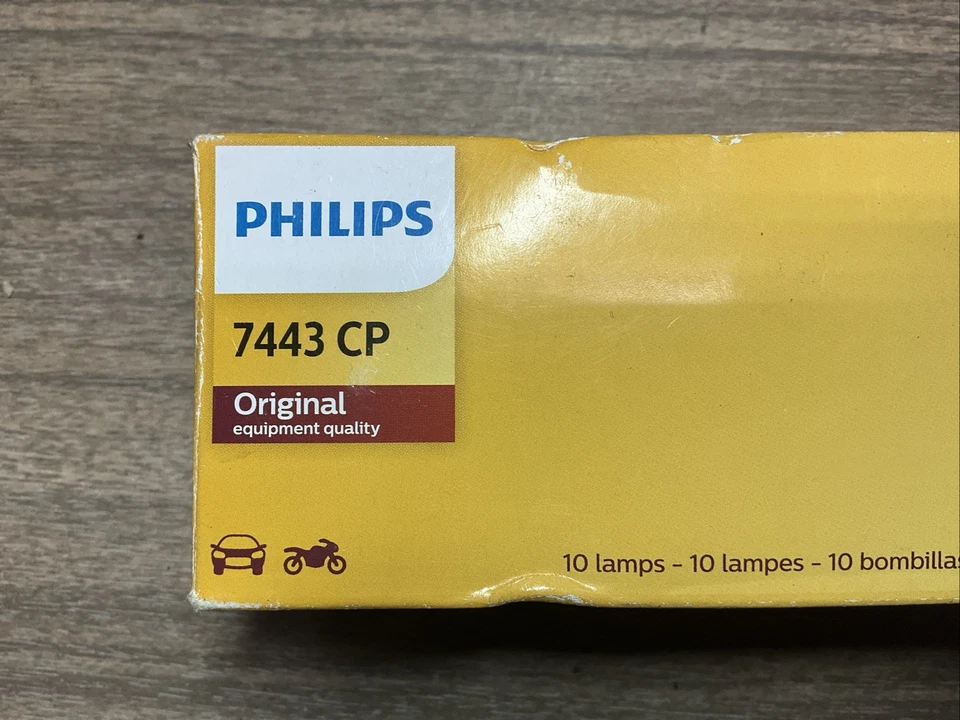 PHILIPS
7443 CP
Original
equipment quality
10 lamps - 10 lampes - 10 bombillas